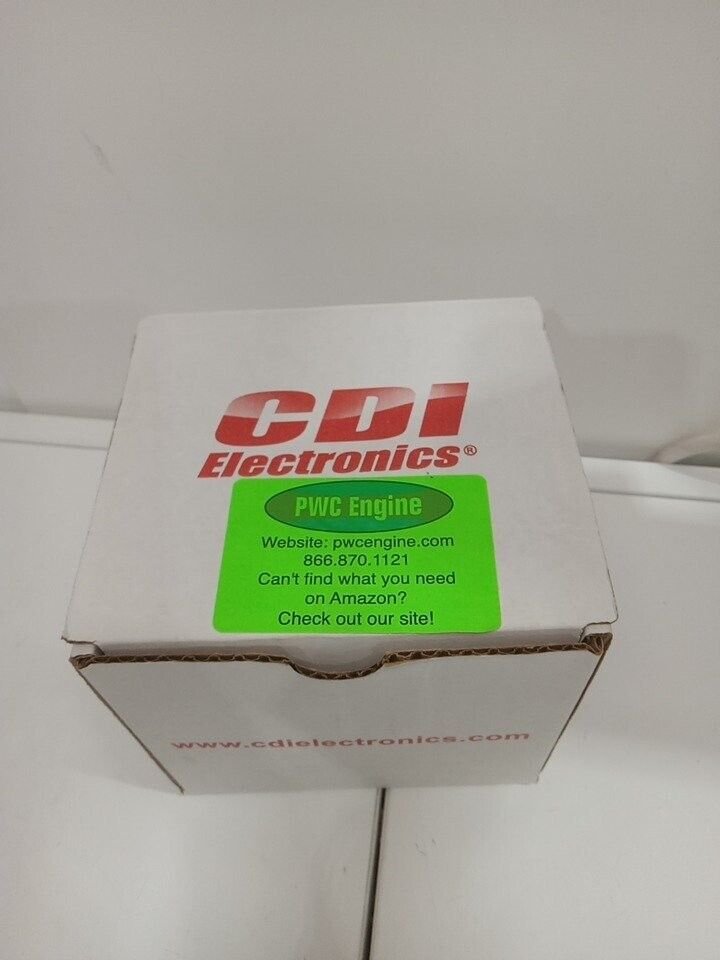 CDI
Electronics®
PWC Engine
Website: pwcengine.com
866.870.1121
Can't find what you need
on Amazon?
Check out our site!
www.cdielectronics.com